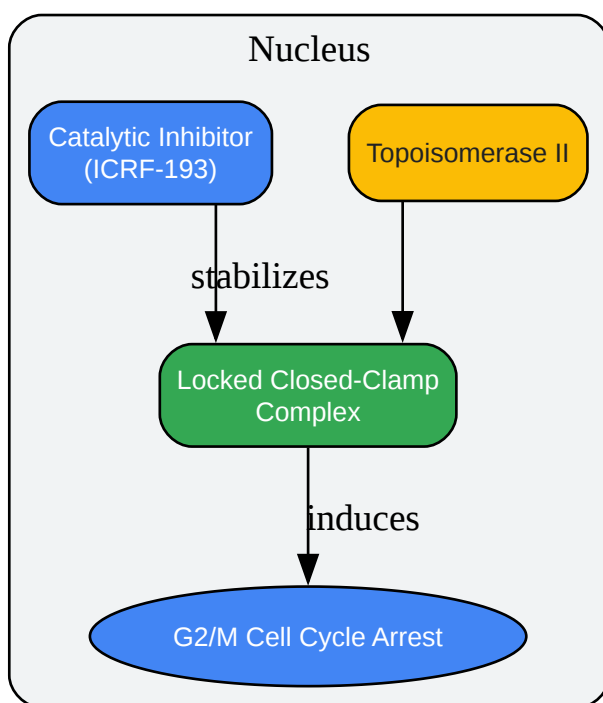 Nucleus
Catalytic Inhibitor
(ICRF-193)
Topoisomerase II
stabilizes
Locked Closed-Clamp
Complex
induces
G2/M Cell Cycle Arrest